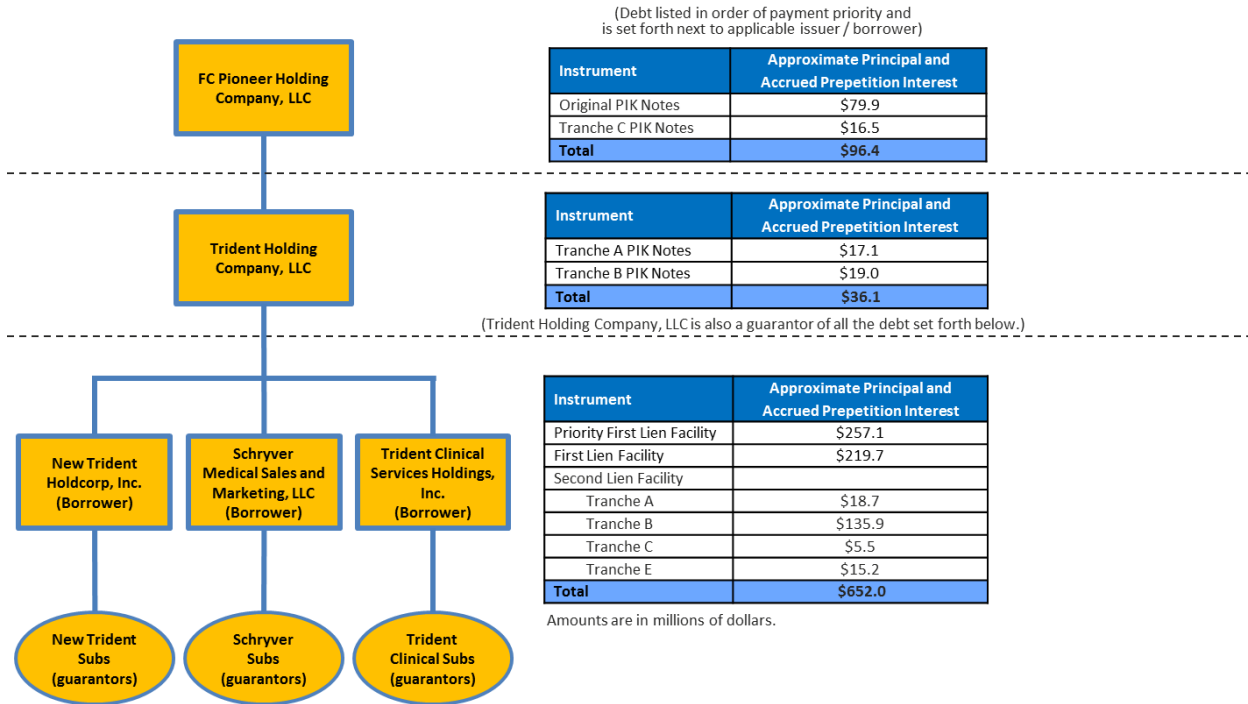 (Debt listed in order of payment priority and
is set forth next to applicable issuer / borrower)
FC Pioneer Holding
Company, LLC
Instrument Approximate Principal and
Accrued Prepetition Interest
Original PIK Notes $79.9
Tranche C PIK Notes $16.5
Total $96.4
Trident Holding
Company, LLC
Instrument Approximate Principal and
Accrued Prepetition Interest
Tranche A PIK Notes $17.1
Tranche B PIK Notes $19.0
Total $36.1
(Trident Holding Company, LLC is also a guarantor of all the debt set forth below.)
New Trident
Holdcorp, Inc.
(Borrower)
Schryver
Medical Sales and
Marketing, LLC
(Borrower)
Trident Clinical
Services Holdings,
Inc.
(Borrower)
Instrument Approximate Principal and
Accrued Prepetition Interest
Priority First Lien Facility $257.1
First Lien Facility $219.7
Second Lien Facility
Tranche A $18.7
Tranche B $135.9
Tranche C $5.5
Tranche E $15.2
Total $652.0
Amounts are in millions of dollars.
New Trident
Subs
(guarantors)
Schryver
Subs
(guarantors)
Trident
Clinical Subs
(guarantors)